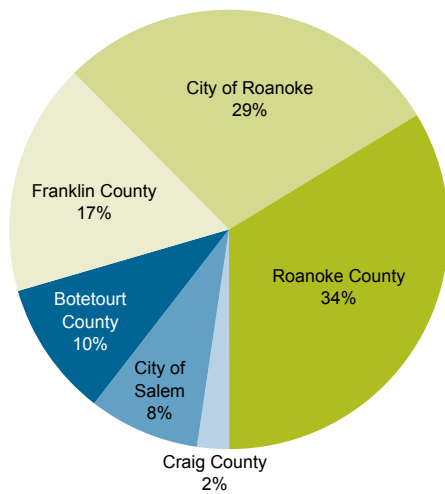 City of Roanoke
29%
Franklin County
17%
Roanoke County
34%
Botetourt
County
10%
City of
Salem
8%
Craig County
2%